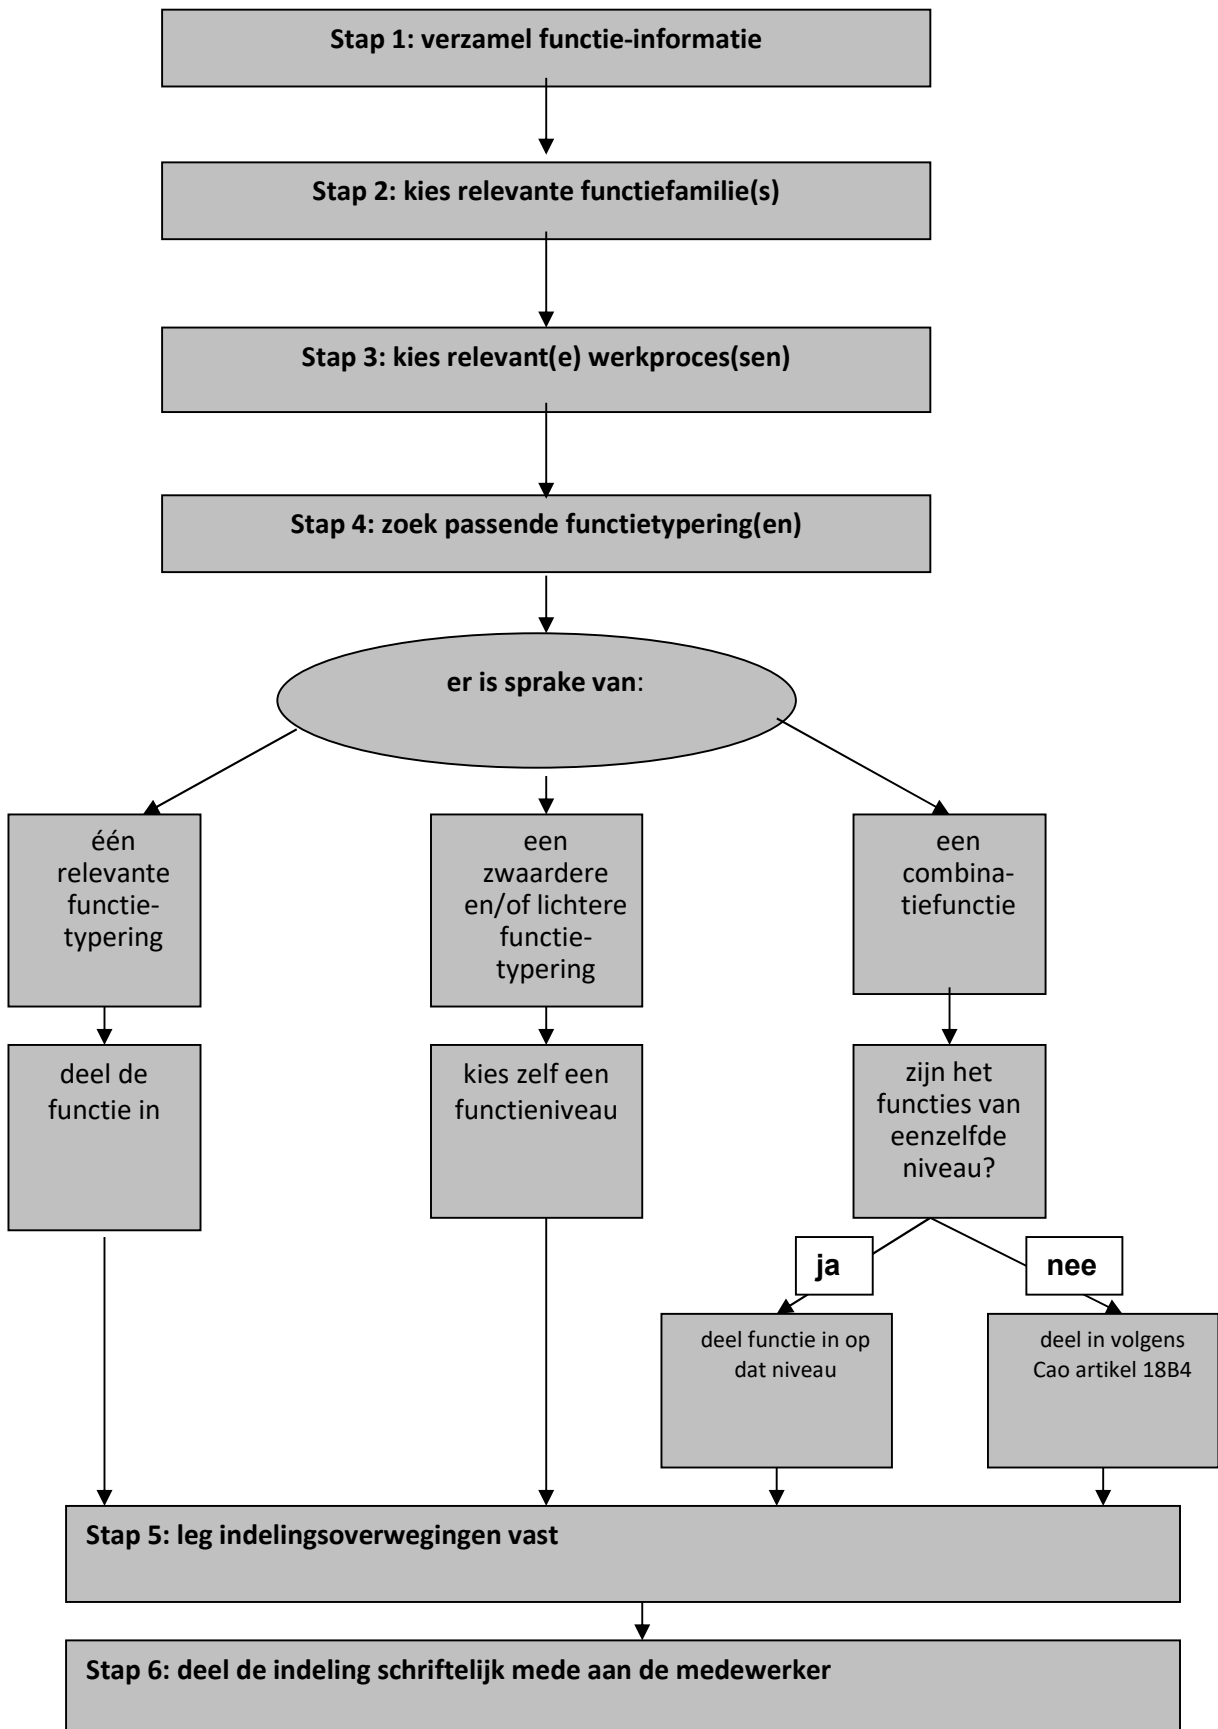 Stap 1: verzamel functie-informatie
Stap 2: kies relevante functiefamilie(s)
Stap 3: kies relevant(e) werkproces(sen)
Stap 4: zoek passende functietypering(en)
er is sprake van:
één
relevante
functie-
typering
een
zwaardere
en/of lichtere
functie-
typering
een
combina-
tiefunctie
deel de
functie in
kies zelf een
functieniveau
zijn het
functies van
eenzelfde
niveau?
ja
nee
deel functie in op
dat niveau
deel in volgens
Cao artikel 18B4
Stap 5: leg indelingsoverwegingen vast
Stap 6: deel de indeling schriftelijk mede aan de medewerker